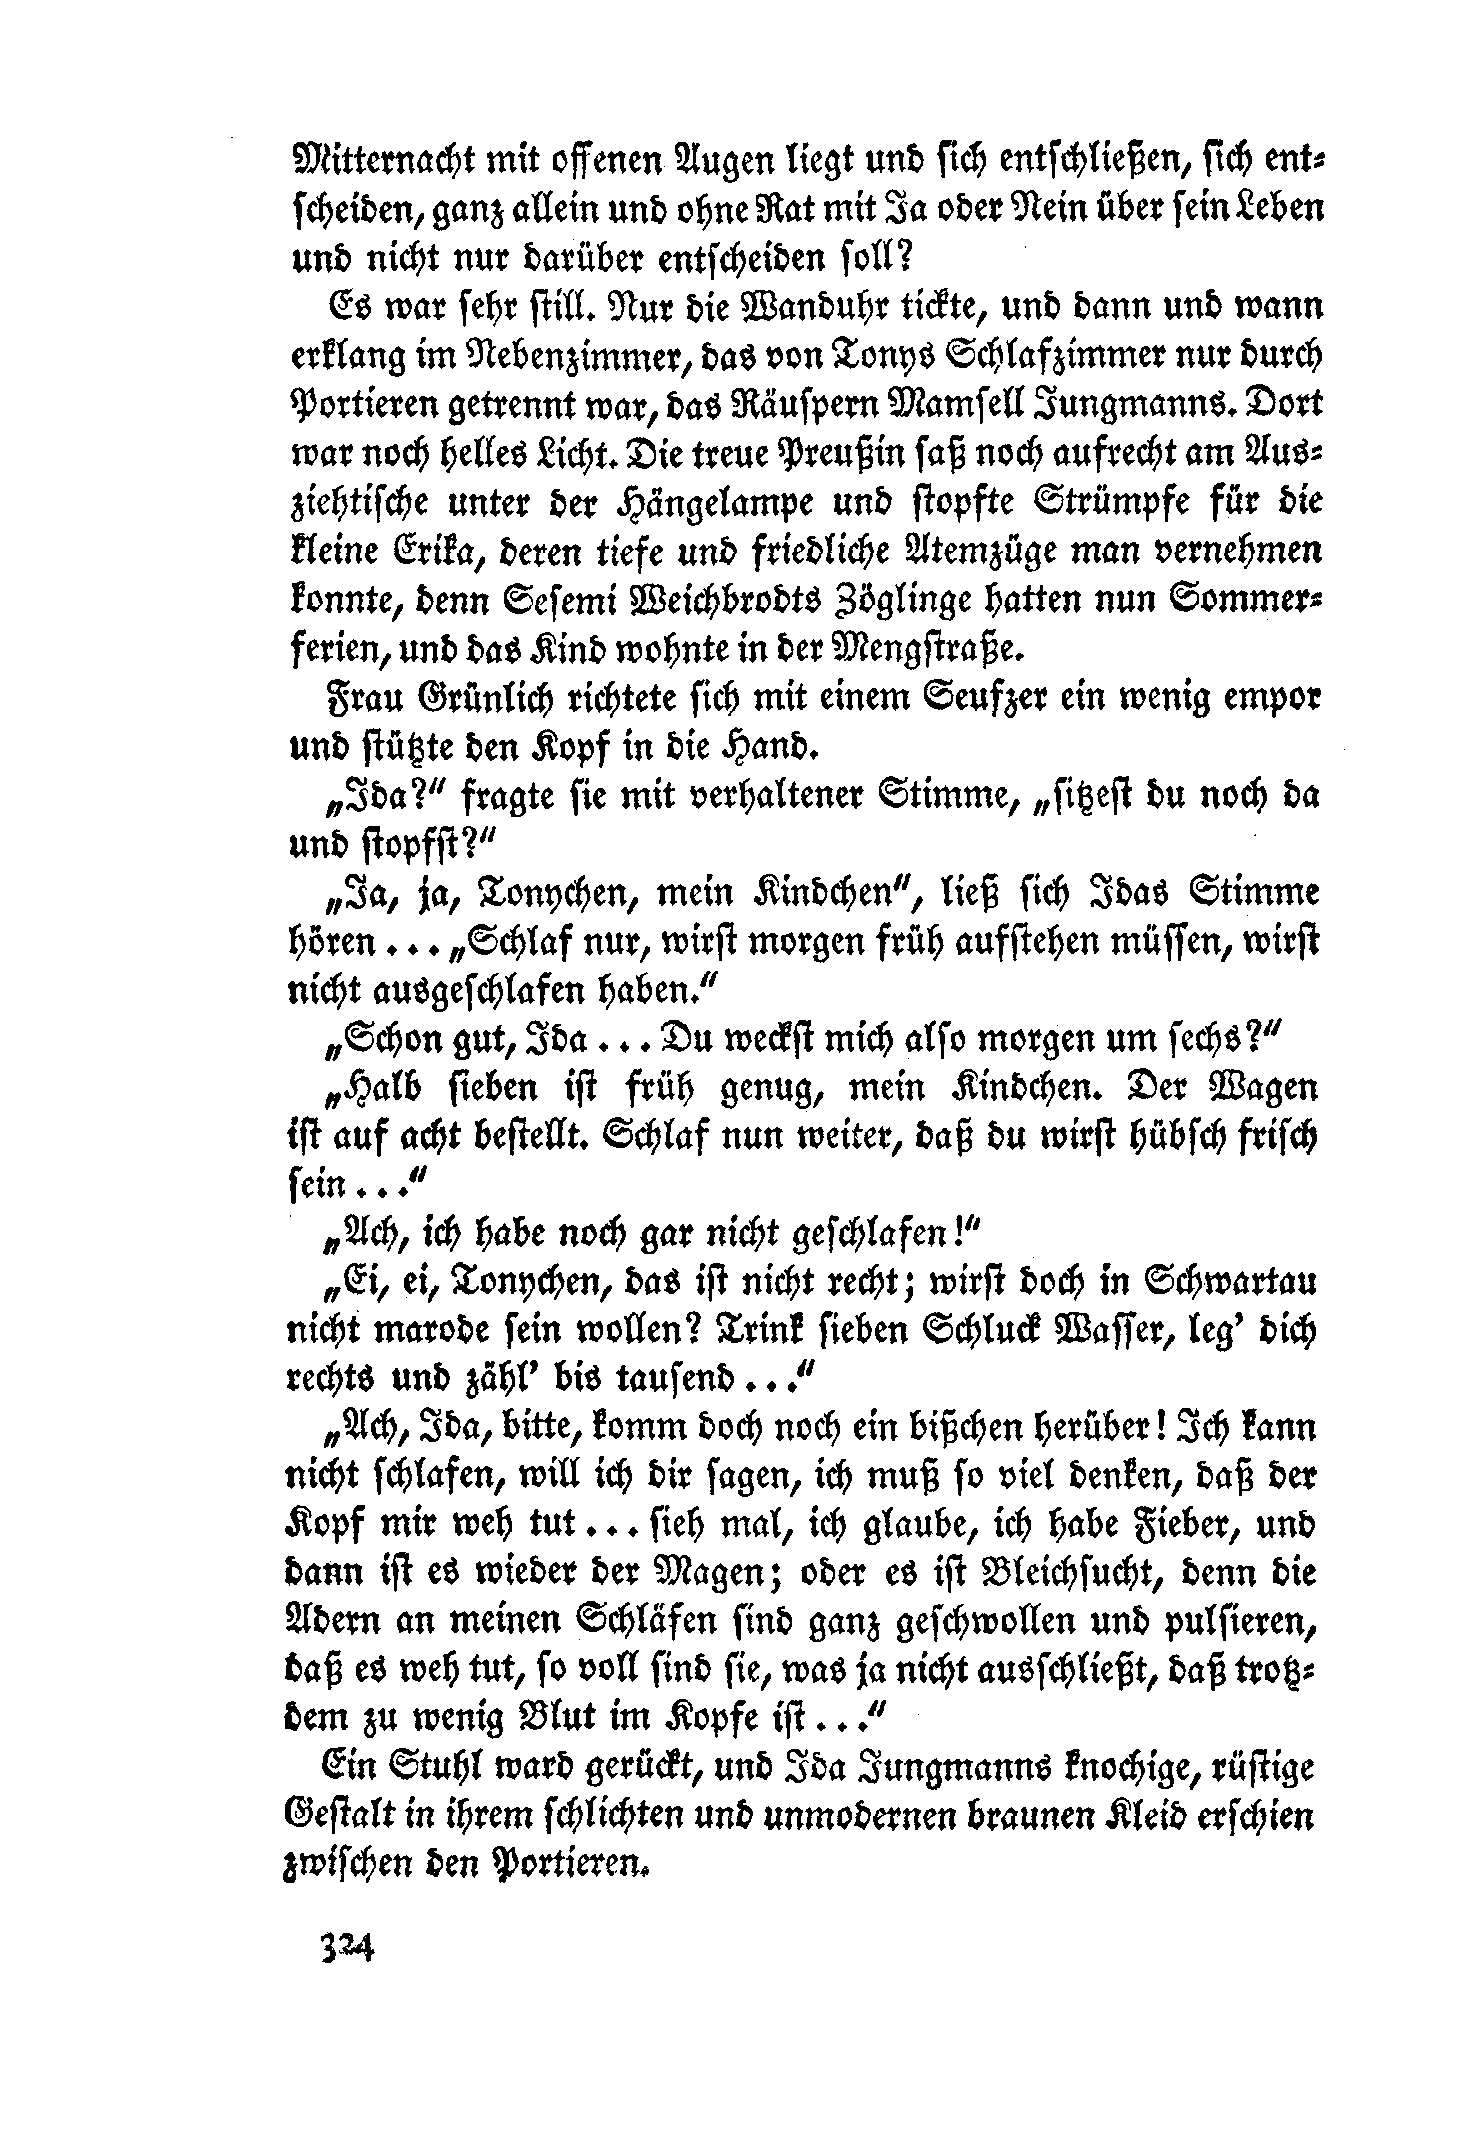 Mitternacht mit offenen Augen liegt und sich entschließen, sich ent-
scheiden, ganz allein und ohne Rat mit Ja oder Nein über sein Leben
und nicht nur darüber entscheiden soll?
Es war sehr still. Nur die Wanduhr tickte, und dann und wann
erklang im Nebenzimmer, das von Tonys Schlafzimmer nur durch
Portieren getrennt war, das Räuspern Mamsell Jungmanns. Dort
war noch helles Licht. Die treue Preußin saß noch aufrecht am Aus-
ziehtische unter der Hängelampe und stopfte Strümpfe für die
kleine Erika, deren tiefe und friedliche Atemzüge man vernehmen
konnte, denn Sesemi Weichbrodts Zöglinge hatten nun Sommer-
ferien, und das Kind wohnte in der Mengstraße.
Frau Grünlich richtete sich mit einem Seufzer ein wenig empor
und stützte den Kopf in die Hand.
„Ida?“ fragte sie mit verhaltener Stimme, „sitzest du noch da
und stopfst?“
„Ja, ja, Tonychen, mein Kindchen“, ließ sich Idas Stimme
hören . . . „Schlaf nur, wirst morgen früh aufstehen müssen, wirst
nicht ausgeschlafen haben.“
„Schon gut, Ida . . . Du weckst mich also morgen um sechs?“
„Halb sieben ist früh genug, mein Kindchen. Der Wagen
ist auf acht bestellt. Schlaf nun weiter, daß du wirst hübsch frisch
sein . . .“
„Ach, ich habe noch gar nicht geschlafen!“
„Ei, ei, Tonychen, das ist nicht recht; wirst doch in Schwartau
nicht marode sein wollen? Trink sieben Schluck Wasser, leg’ dich
rechts und zähl’ bis tausend . . .“
„Ach, Ida, bitte, komm doch noch ein bißchen herüber! Ich kann
nicht schlafen, will ich dir sagen, ich muß so viel denken, daß der
Kopf mir weh tut . . . sieh mal, ich glaube, ich habe Fieber, und
dann ist es wieder der Magen; oder es ist Bleichsucht, denn die
Adern an meinen Schläfen sind ganz geschwollen und pulsieren,
daß es weh tut, so voll sind sie, was ja nicht ausschließt, daß trotz-
dem zu wenig Blut im Kopfe ist . . .“
Ein Stuhl ward gerückt, und Ida Jungmanns knochige, rüstige
Gestalt in ihrem schlichten und unmodernen braunen Kleid erschien
zwischen den Portieren.
324